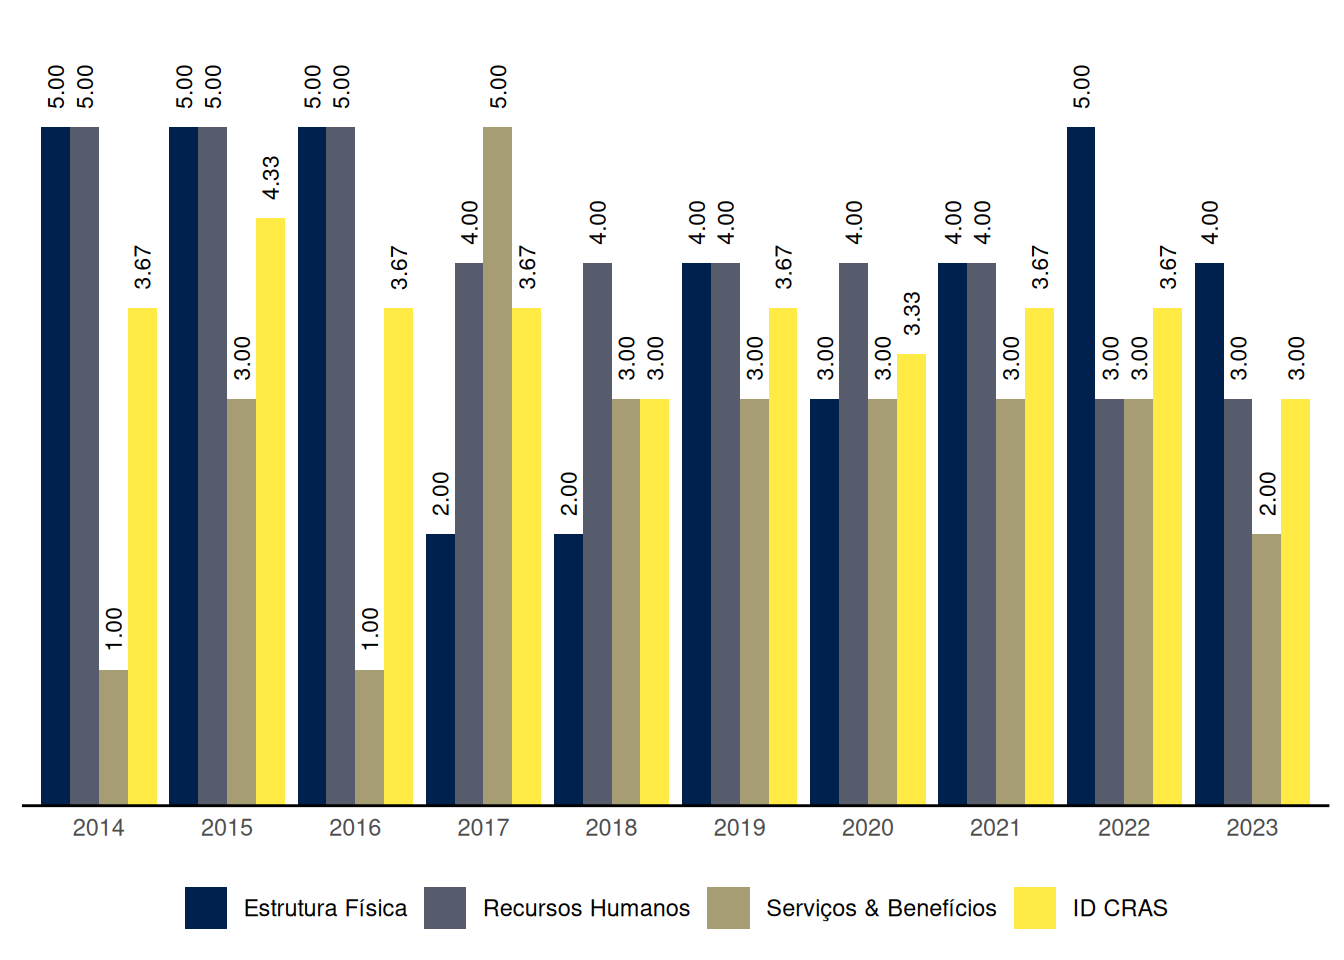 5.00 5.00 1.00 3.67
5.00 5.00 3.00 4.33
5.00 5.00 1.00 3.67
2.00 4.00 5.00 3.67
2.00 4.00 3.00 3.00
4.00 4.00 3.00 3.67
3.00 4.00 3.00 3.33
4.00 4.00 3.00 3.67
5.00 3.00 3.00 3.67
4.00 3.00 2.00 3.00
2014 2015 2016 2017 2018 2019 2020 2021 2022 2023
Estrutura Física Recursos Humanos Serviços & Benefícios ID CRAS